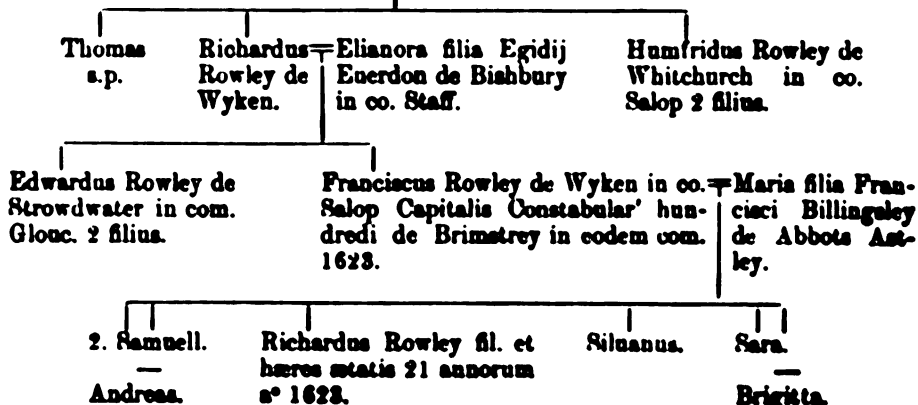 Thomas
s.p.
Richardus
Rowley de
Wyken.
Elianora filia Egidij
Euerdon de Bishbury
in co. Staff.
Humfridus Rowley de
Whitchurch in co.
Salop 2 filius.
Edwardus Rowley de
Strowdwater in com.
Glouc. 2 filius.
Franciscus Rowley de Wyken in co.
Salop Capitalis Constabular' hun-
dredi de Brimstrey in eodem com.
1623.
Maria filia Fran-
cisci Billingsley
de Abbots Ast-
ley.
2. Samuell.
Andreas.
Richardus Rowley fil. et
hæres ætatis 21 annorum
aº 1623.
Siluanus.
Sara.
Brigitta.